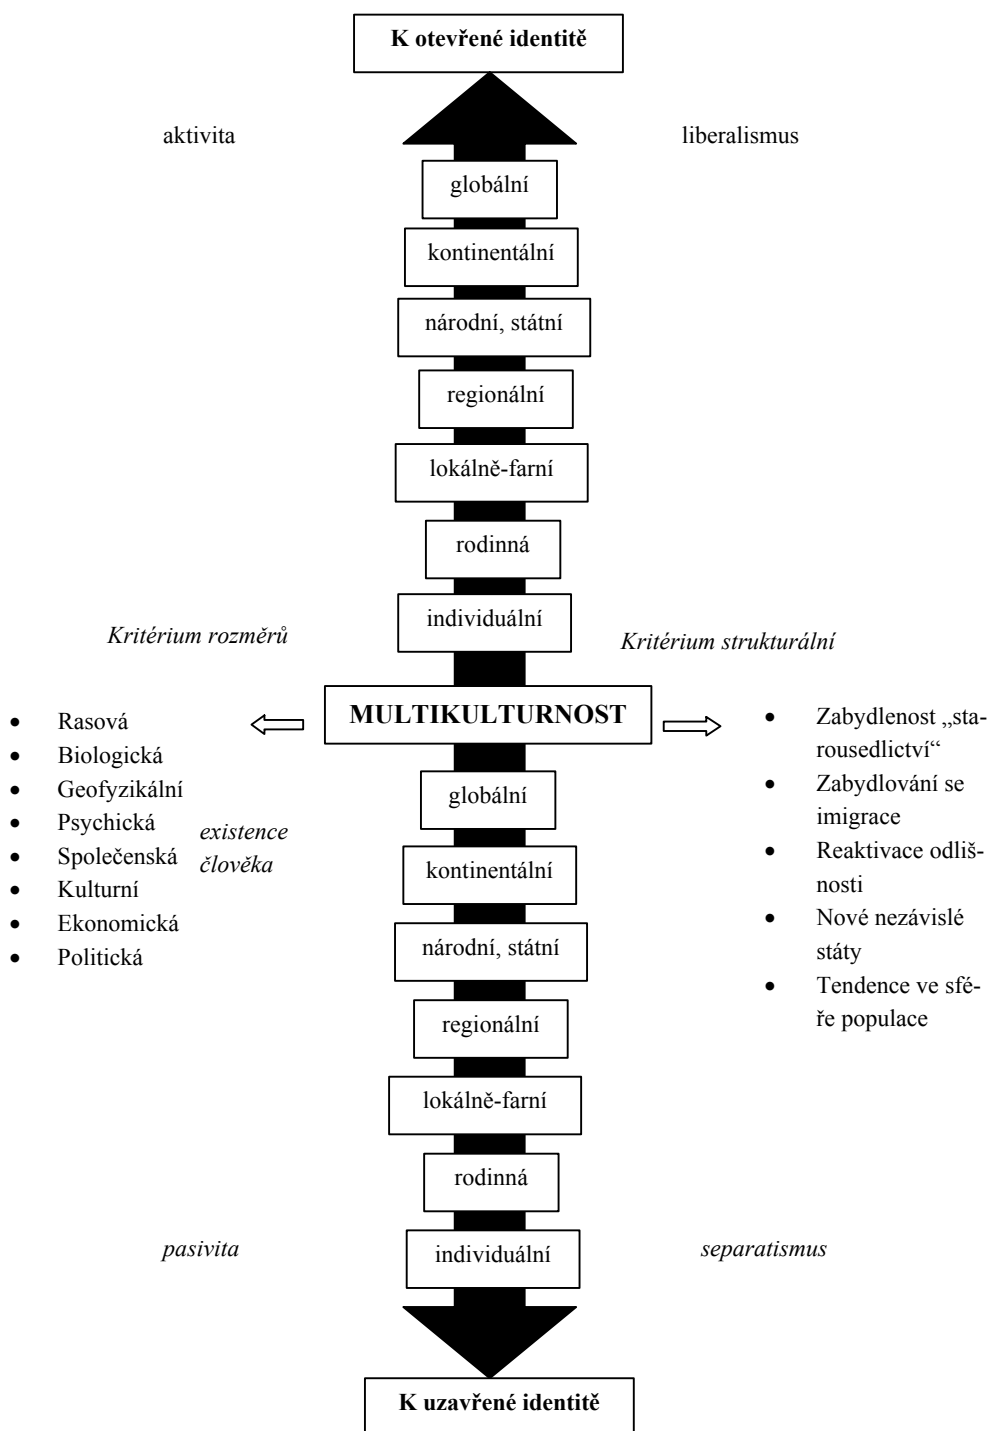 K otevřené identitě
aktivita
liberalismus
globální
kontinentální
národní, státní
regionální
lokálně-farní
rodinná
individuální
Kritérium rozměrů
Kritérium strukturální
MULTIKULTURNOST
• Rasová
• Biologická
• Geofyzikální
• Psychická
• Společenská
• Kulturní
• Ekonomická
• Politická
existence
člověka
• Zabydlenost „sta-
rousedlictví“
• Zabydlování se
imigrace
• Reaktivace odliš-
nosti
• Nové nezávislé
státy
• Tendence ve sfé-
ře populace
globální
kontinentální
národní, státní
regionální
lokálně-farní
rodinná
individuální
pasivita
separatismus
K uzavřené identitě